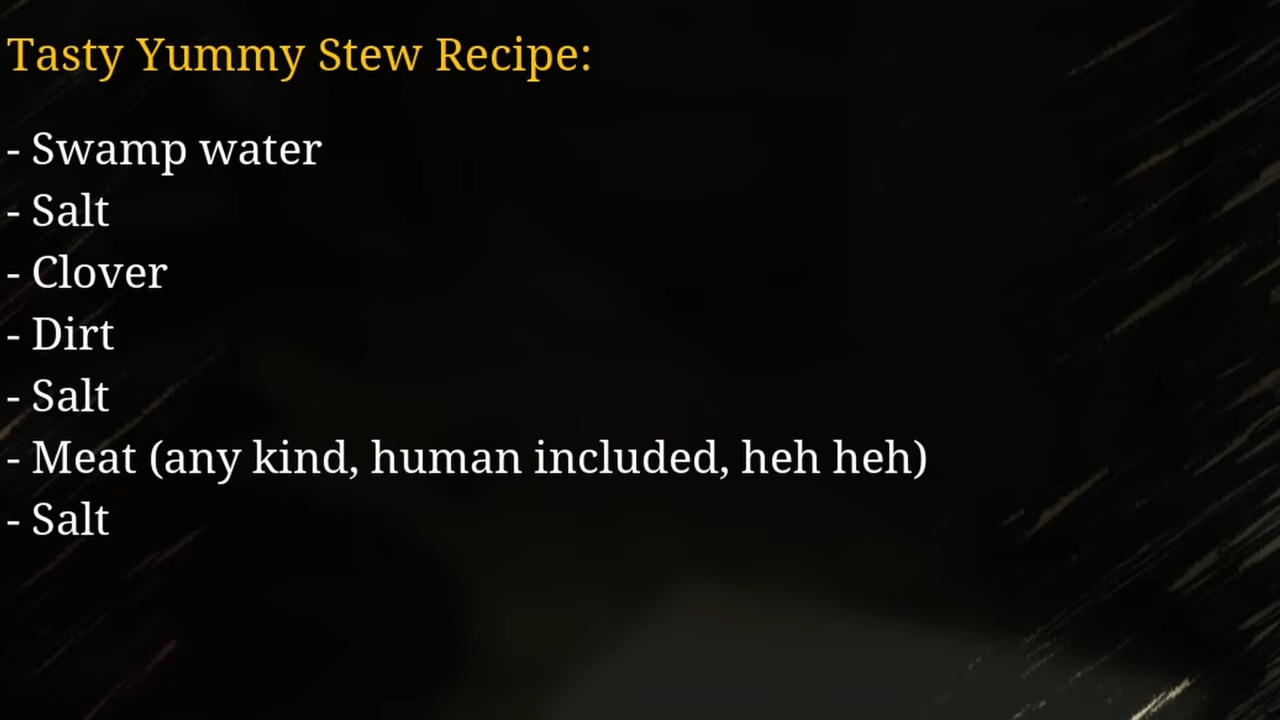 Tasty Yummy Stew Recipe:
- Swamp water
- Salt
- Clover
- Dirt
- Salt
- Meat (any kind, human included, heh heh)
- Salt